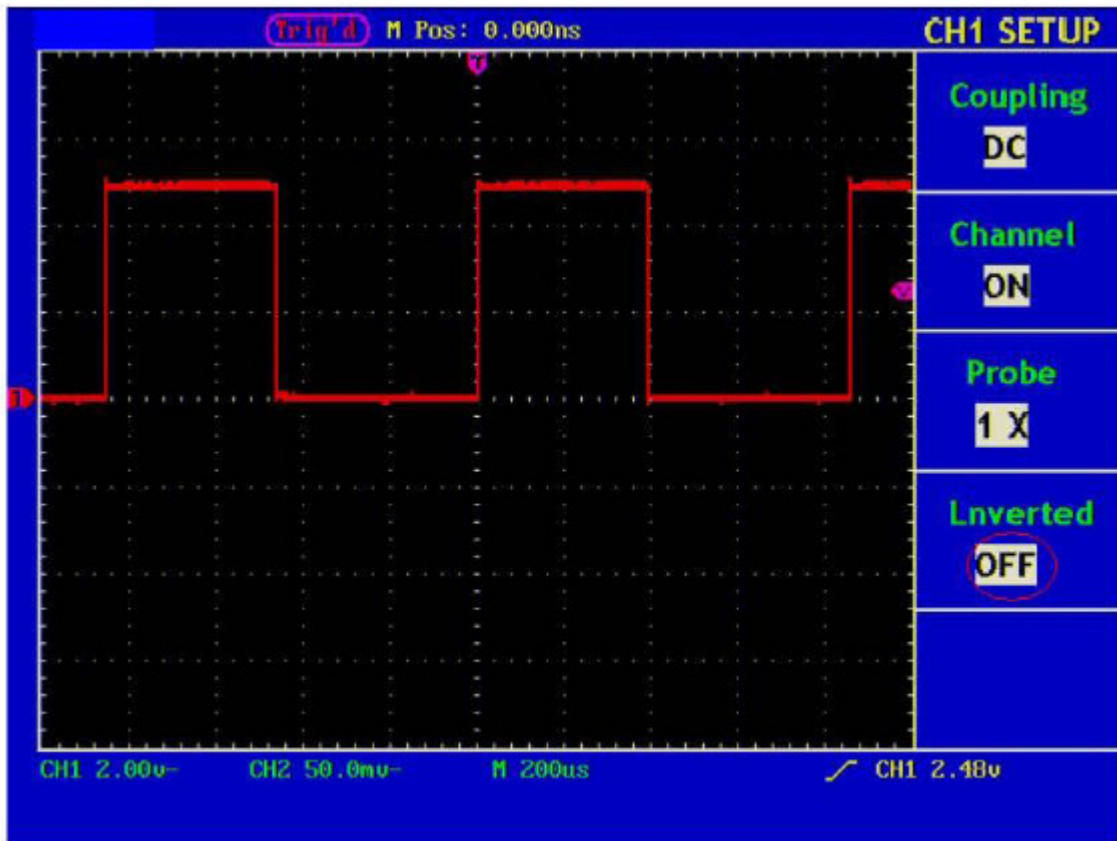 Trig'd M Pos: 0.000ns CH1 SETUP
T
Coupling
DC
Channel
ON
Probe
1 X
Lnverted
OFF
1
CH1 2.00v- CH2 50.0mv- M 200us CH1 2.48v